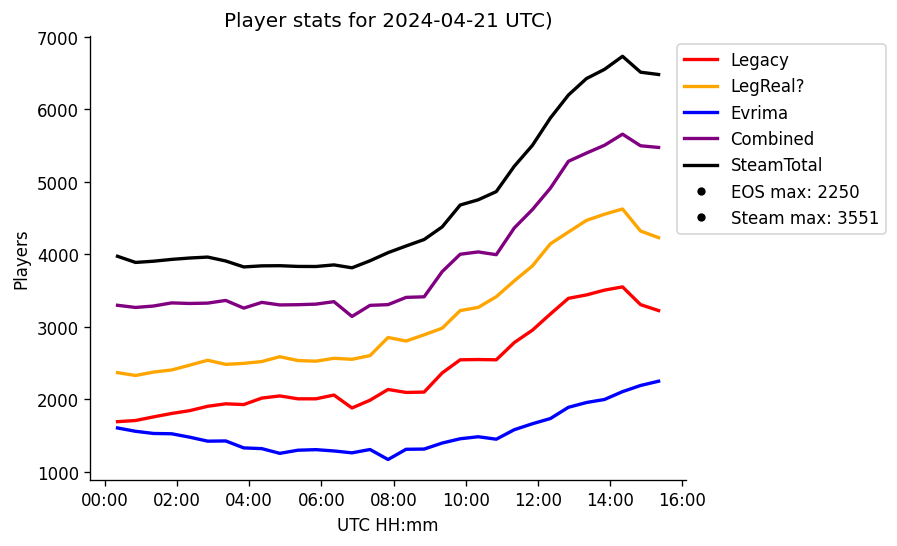 Player stats for 2024-04-21 UTC)
7000
6000
5000
4000
3000
2000
1000
Players
00:00 02:00 04:00 06:00 08:00 10:00 12:00 14:00 16:00
UTC HH:mm
Legacy
LegReal?
Evrima
Combined
SteamTotal
EOS max: 2250
Steam max: 3551